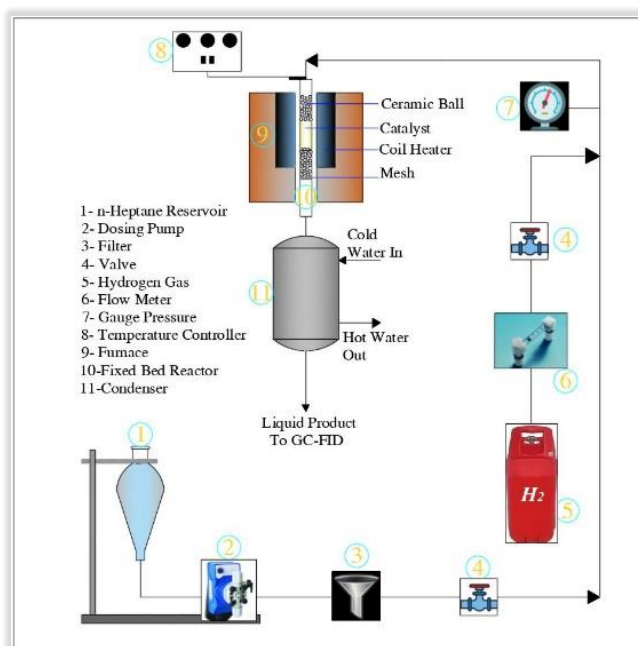 8
7
Ceramic Ball
Catalyst
Coil Heater
Mesh
9
10
4
1- n-Heptane Reservoir
2- Dosing Pump
3- Filter
4- Valve
5- Hydrogen Gas
6- Flow Meter
7- Gauge Pressure
8- Temperature Controller
9- Furnace
10-Fixed Bed Reactor
11-Condenser
Cold
Water In
11
Hot Water
Out
6
Liquid Product
To GC-FID
H2
5
1
2
3
4